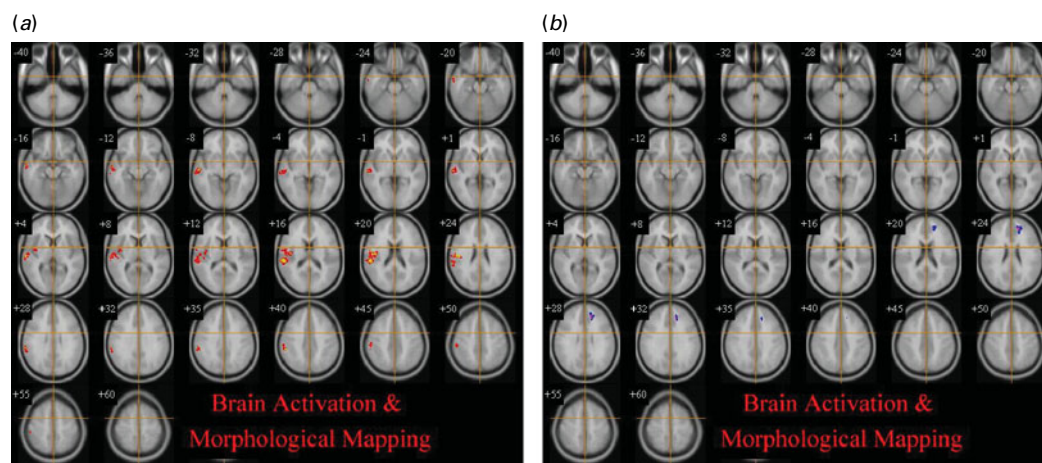 (a)
-40 -36 -32 -28 -24 -20
-16 -12 -8 -4 -1 +1
+4 +8 +12 +16 +20 +24
+28 +32 +35 +40 +45 +50
+55 +60
Brain Activation &
Morphological Mapping
(b)
-40 -36 -32 -28 -24 -20
-16 -12 -8 -4 -1 +1
+4 +8 +12 +16 +20 +24
+28 +32 +35 +40 +45 +50
+55 +60
Brain Activation &
Morphological Mapping